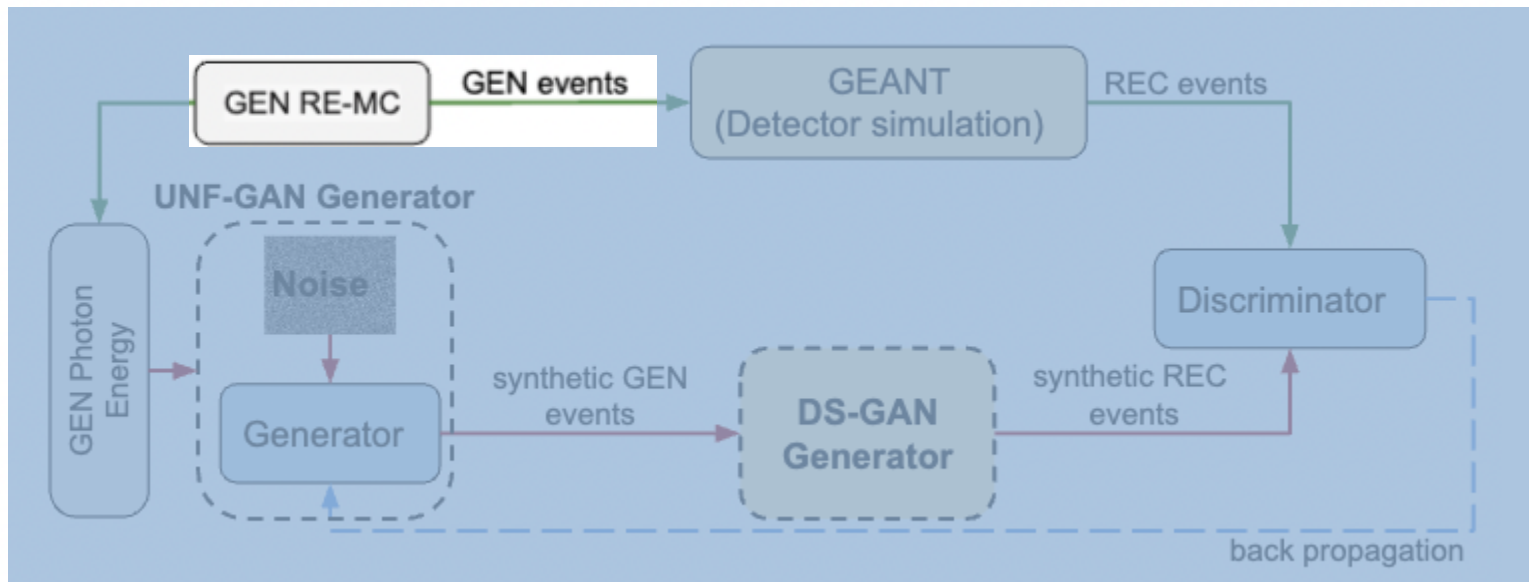 GEN RE-MC
GEN events
GEANT
(Detector simulation)
REC events
UNF-GAN Generator
GEN Photon
Energy
Noise
Generator
synthetic GEN
events
DS-GAN
Generator
synthetic REC
events
Discriminator
back propagation